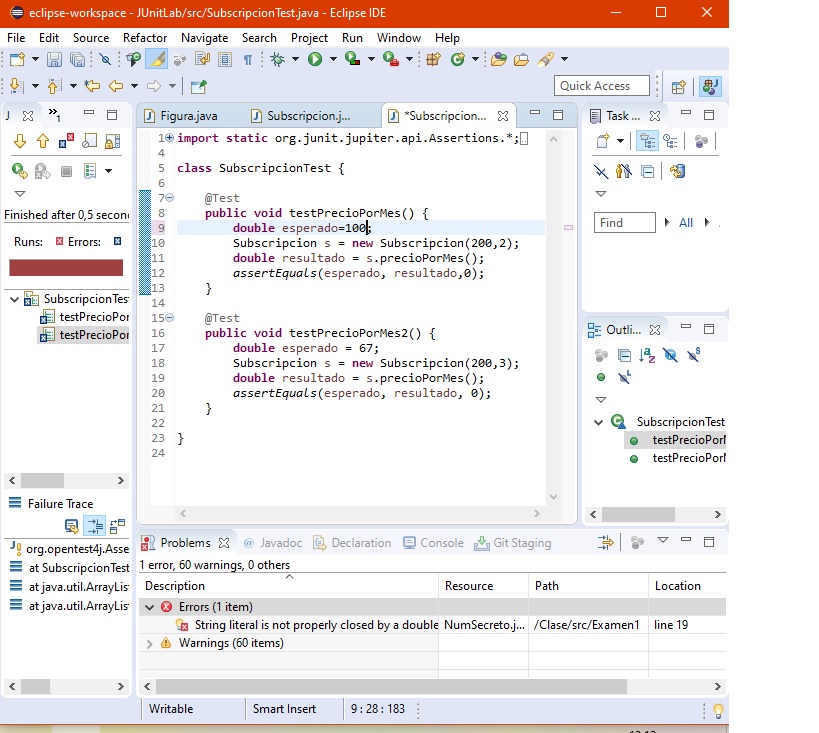 eclipse-workspace - JUnitLab/src/SubscripcionTest.java - Eclipse IDE
File Edit Source Refactor Navigate Search Project Run Window Help
Quick Access
J
1
Figura.java
Subscripcion.j...
*Subscripcion...
Task ...
Finished after 0,5 secon
Runs: Errors:
SubscripcionTes
testPrecioPor
testPrecioPor
Failure Trace
org.opentest4j.Asse
at SubscripcionTest
at java.util.ArrayLis
at java.util.ArrayLis
1 import static org.junit.jupiter.api.Assertions.*;
4
5 class SubscripcionTest {
6
7 @Test
8 public void testPrecioPorMes() {
9 double esperado=100;
10 Subscripcion s = new Subscripcion(200,2);
11 double resultado = s.precioPorMes();
12 assertEquals(esperado, resultado,0);
13 }
14
15 @Test
16 public void testPrecioPorMes2() {
17 double esperado = 67;
18 Subscripcion s = new Subscripcion(200,3);
19 double resultado = s.precioPorMes();
20 assertEquals(esperado, resultado, 0);
21 }
22
23 }
24
Find All
Outli...
SubscripcionTest
testPrecioPorM
testPrecioPorM
Problems @ Javadoc Declaration Console Git Staging
1 error, 60 warnings, 0 others
Description Resource Path Location
Errors (1 item)
String literal is not properly closed by a double NumSecreto.j... /Clase/src/Examen1 line 19
Warnings (60 items)
Writable Smart Insert 9 : 28 : 183